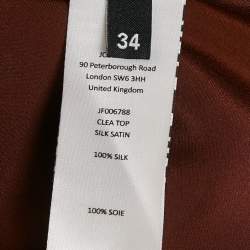 34
90 Peterborough Road
London SW6 3HH
United Kingdom
JF006788
CLEA TOP
SILK SATIN
100% SILK
100% SOIE